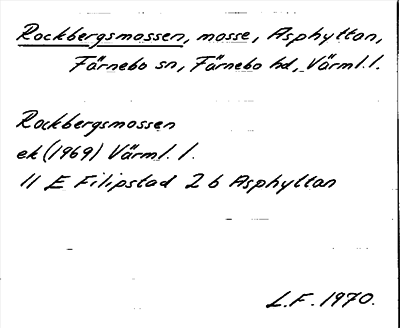 Rockbergsmossen, mosse, Asphyttan,
Färnebo sn, Färnebo hd, Värml. l.
Rockbergsmossen
ek (1969) Värml. l.
11 E Filipstad 2 b Asphyttan
L.F. 1970.